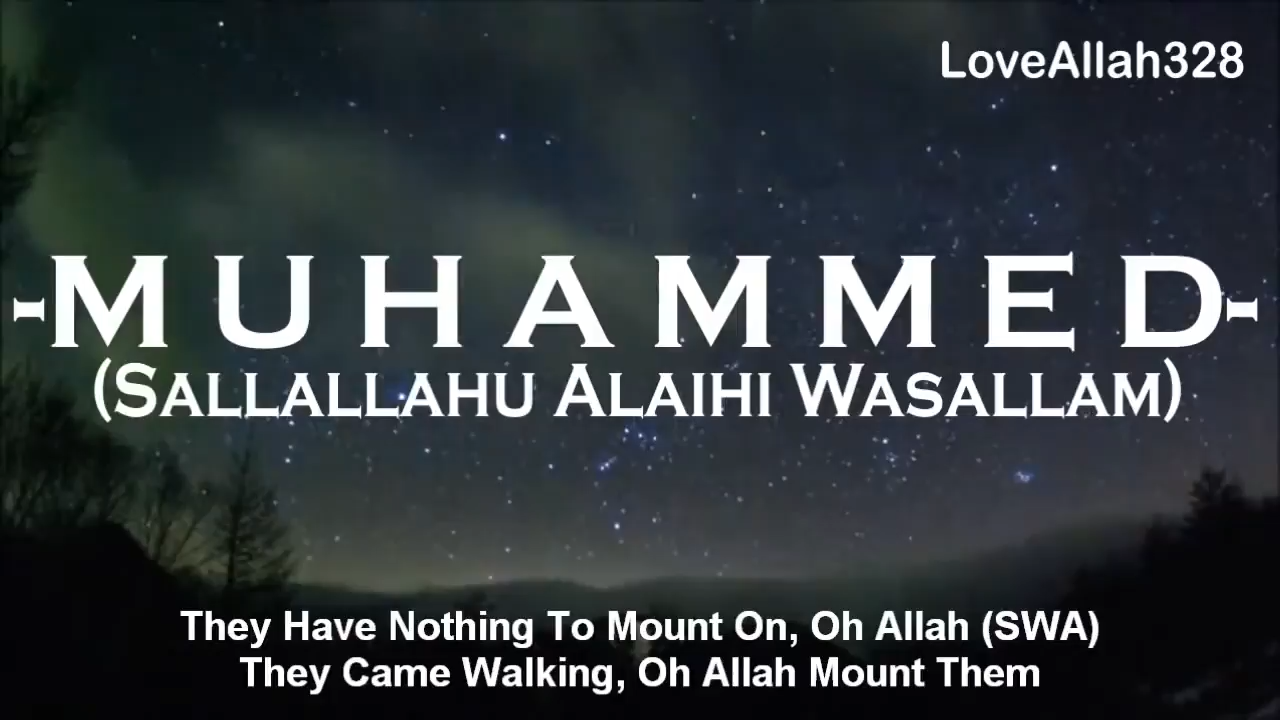 LoveAllah328
-MUHAMMED-
(Sallallahu Alaihi Wasallam)
They Have Nothing To Mount On, Oh Allah (SWA)
They Came Walking, Oh Allah Mount Them